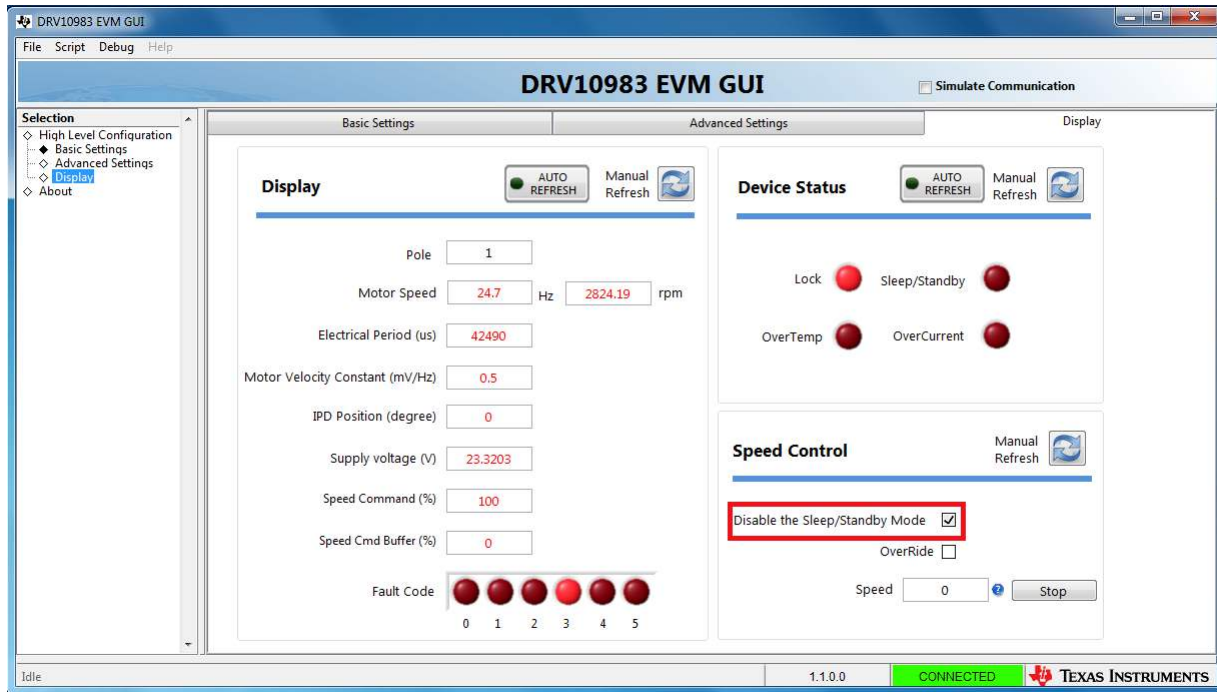 DRV10983 EVM GUI
File Script Debug Help
DRV10983 EVM GUI
Simulate Communication
Selection
High Level Configuration
Basic Settings
Advanced Settings
Display
About
Basic Settings
Advanced Settings
Display
Display
AUTO REFRESH
Manual Refresh
Pole 1
Motor Speed 24.7 Hz 2824.19 rpm
Electrical Period (us) 42490
Motor Velocity Constant (mV/Hz) 0.5
IPD Position (degree) 0
Supply voltage (V) 23.3203
Speed Command (%) 100
Speed Cmd Buffer (%) 0
Fault Code
0 1 2 3 4 5
Device Status
AUTO REFRESH
Manual Refresh
Lock Sleep/Standby
OverTemp OverCurrent
Speed Control
Manual Refresh
Disable the Sleep/Standby Mode
OverRide
Speed 0 ? Stop
Idle 1.1.0.0 CONNECTED TEXAS INSTRUMENTS